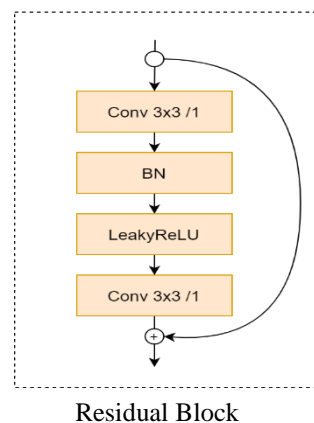 Conv 3x3 /1
BN
LeakyReLU
Conv 3x3 /1
+
Residual Block